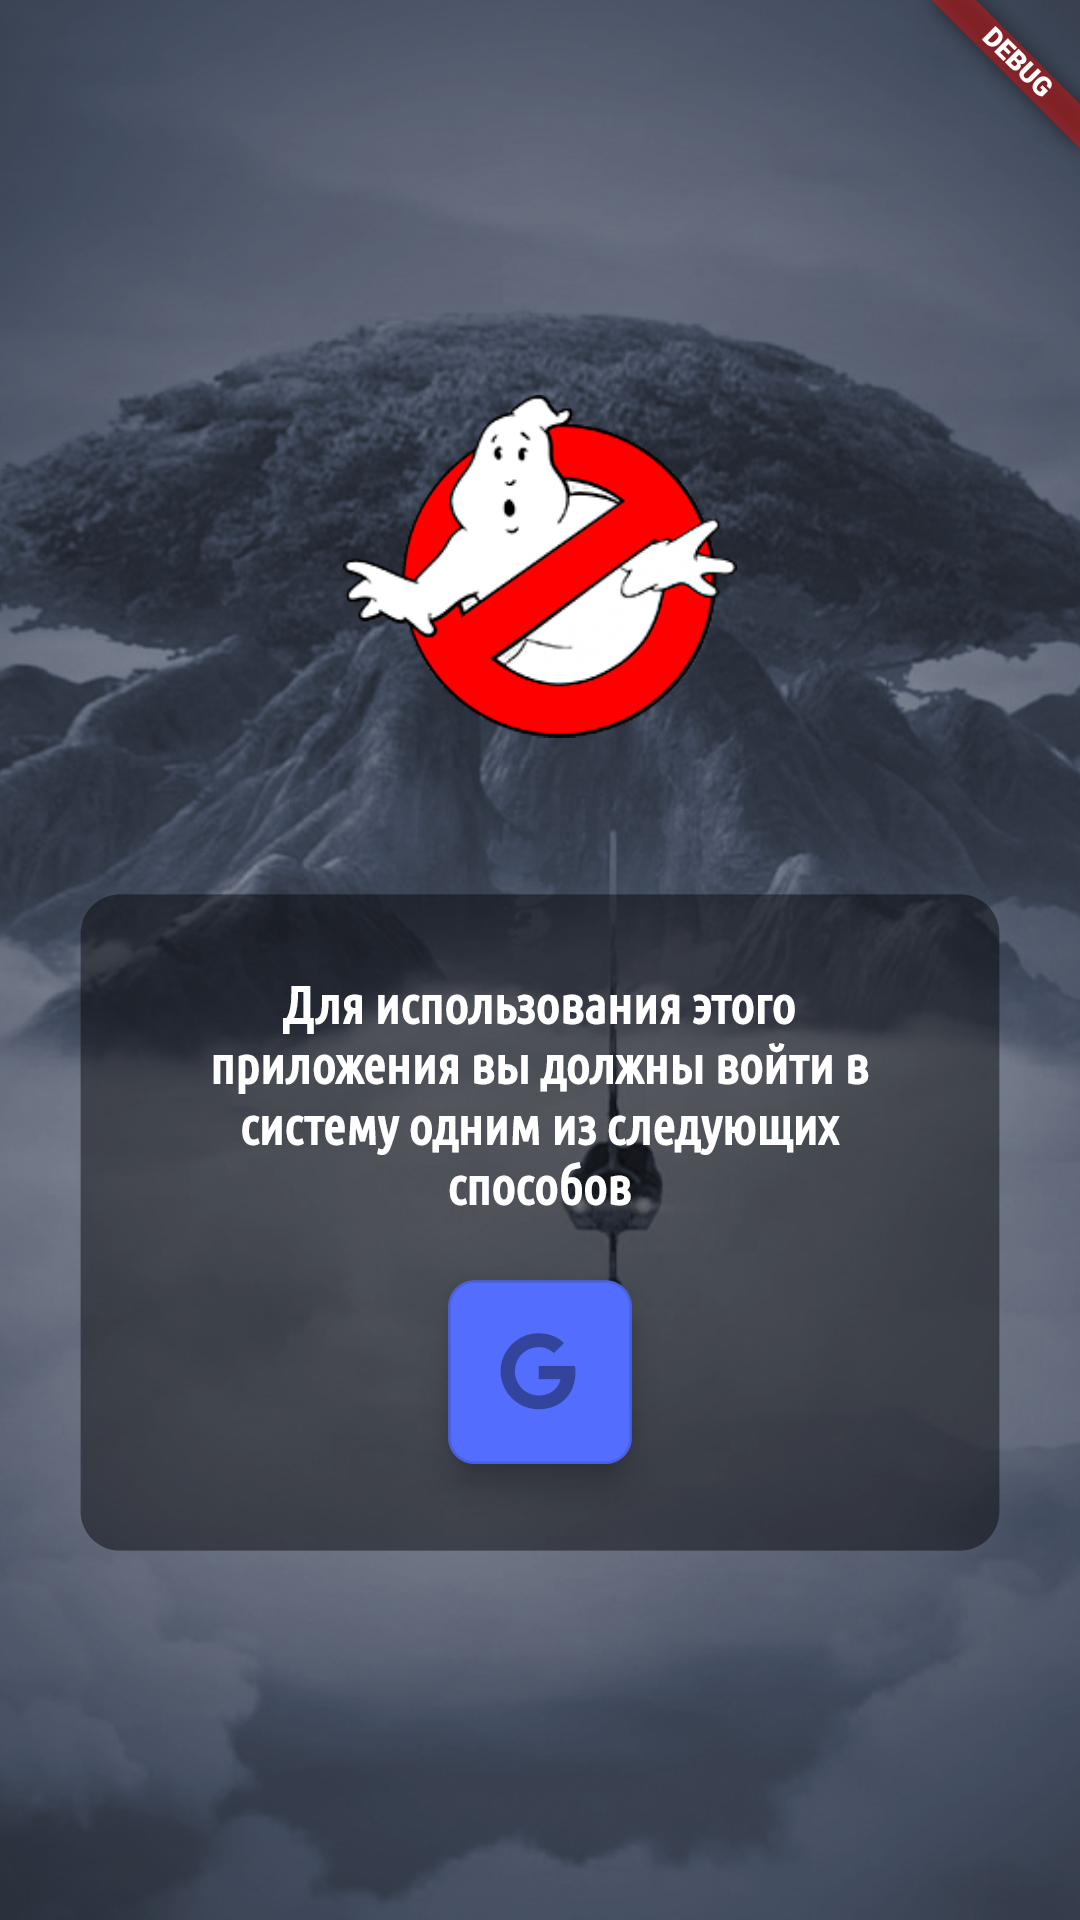 DEBUG
Для использования этого
приложения вы должны войти в
систему одним из следующих
способов
G